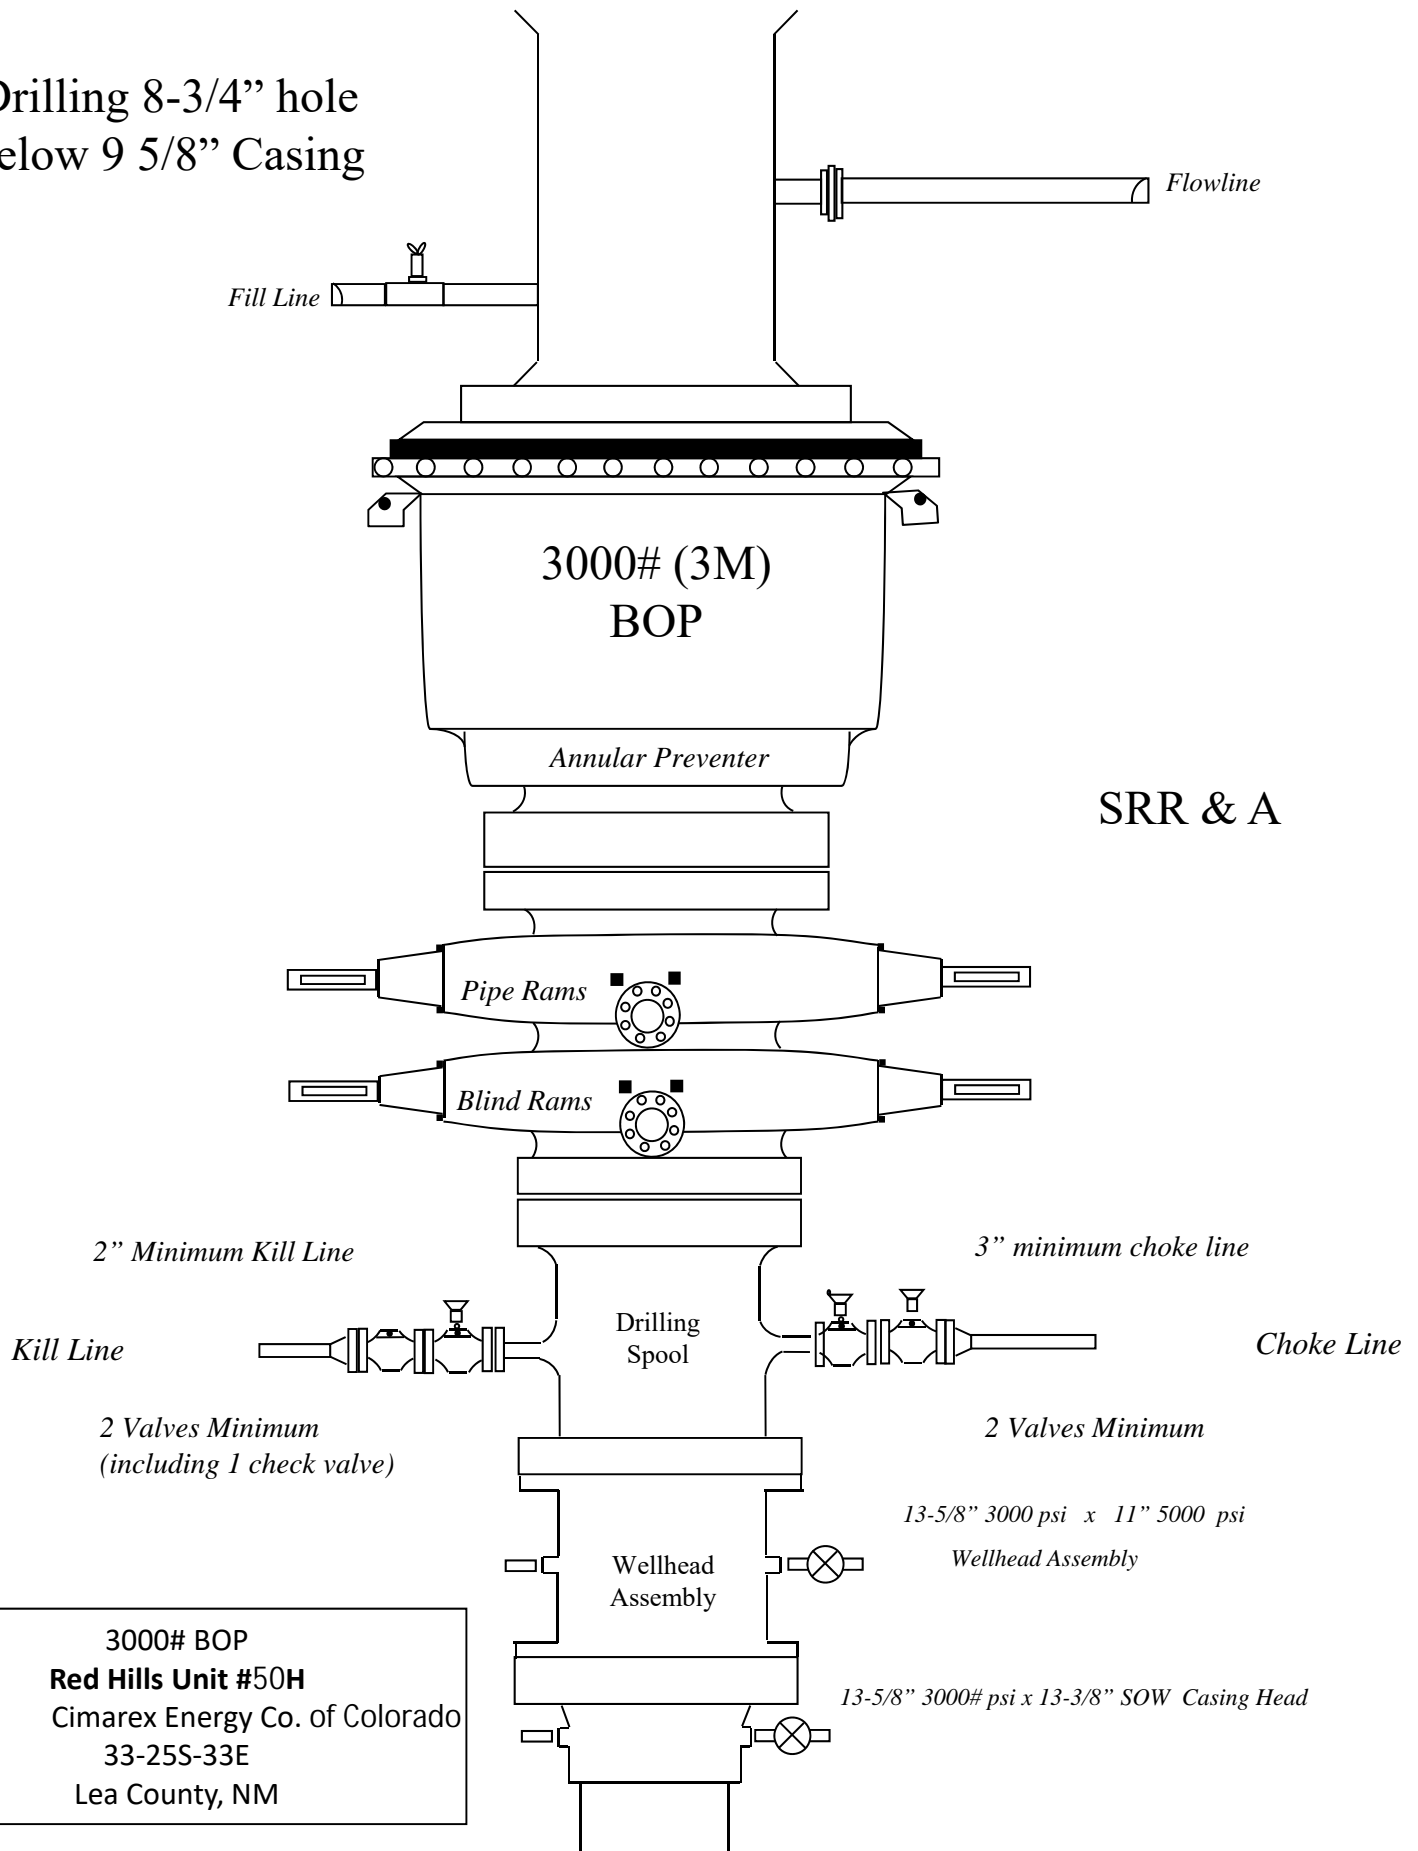 Drilling 8-3/4” hole
elow 9 5/8” Casing
Flowline
Fill Line
3000# (3M)
BOP
Annular Preventer
SRR & A
Pipe Rams
Blind Rams
2” Minimum Kill Line
3” minimum choke line
Drilling
Spool
Kill Line
Choke Line
2 Valves Minimum
(including 1 check valve)
2 Valves Minimum
13-5/8” 3000 psi x 11” 5000 psi
Wellhead Assembly
Wellhead
Assembly
3000# BOP
Red Hills Unit #50H
Cimarex Energy Co. of Colorado
33-25S-33E
Lea County, NM
13-5/8” 3000# psi x 13-3/8” SOW Casing Head